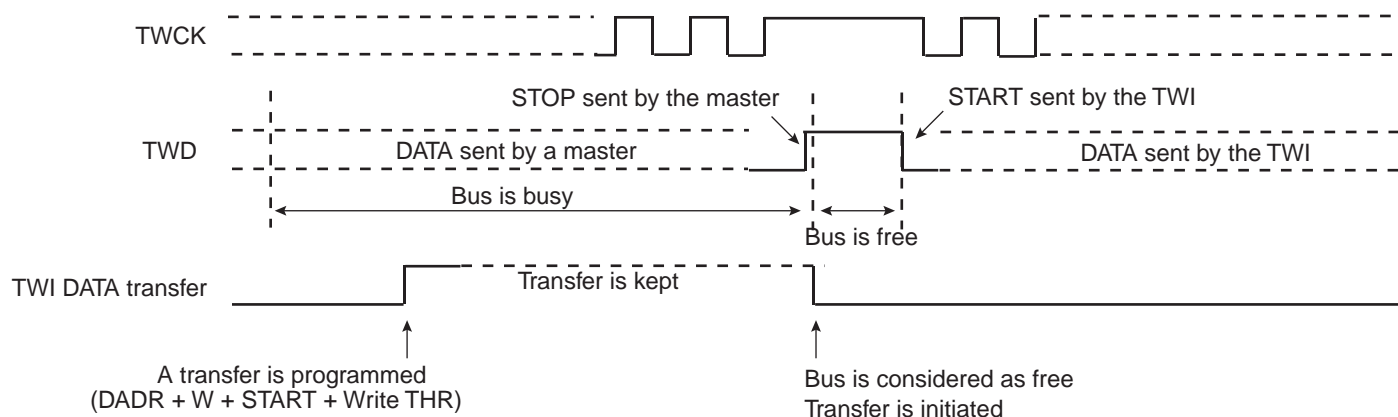 TWCK
STOP sent by the master
START sent by the TWI
TWD
DATA sent by a master
DATA sent by the TWI
Bus is busy
Bus is free
TWI DATA transfer
Transfer is kept
A transfer is programmed
(DADR + W + START + Write THR)
Bus is considered as free
Transfer is initiated